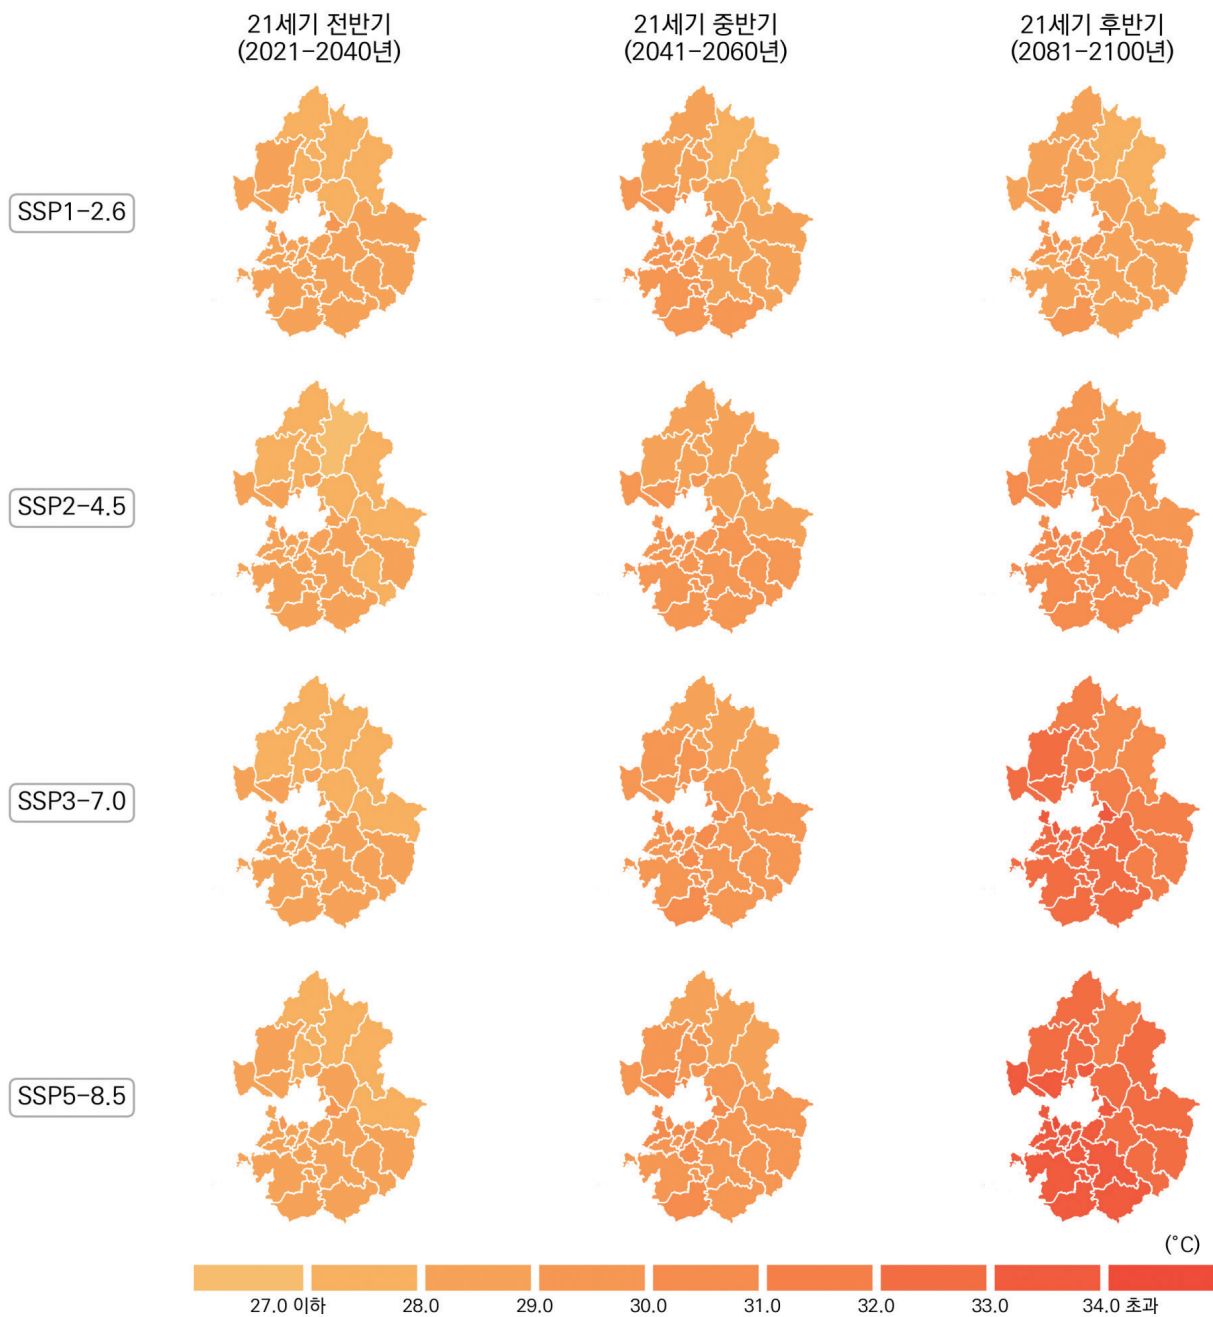 21세기 전반기
(2021-2040년)
21세기 중반기
(2041-2060년)
21세기 후반기
(2081-2100년)
SSP1-2.6
SSP2-4.5
SSP3-7.0
SSP5-8.5
(˚C)
27.0 이하 28.0 29.0 30.0 31.0 32.0 33.0 34.0 초과